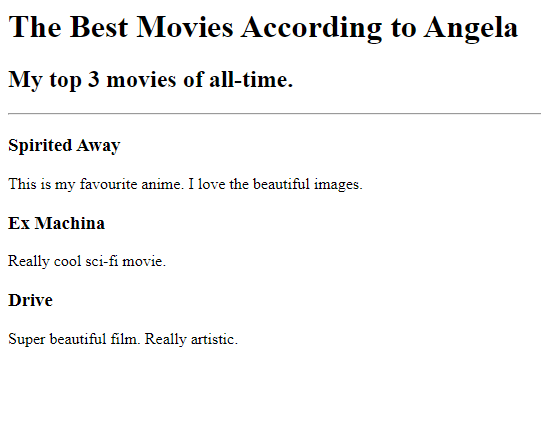 The Best Movies According to Angela
My top 3 movies of all-time.
Spirited Away
This is my favourite anime. I love the beautiful images.
Ex Machina
Really cool sci-fi movie.
Drive
Super beautiful film. Really artistic.